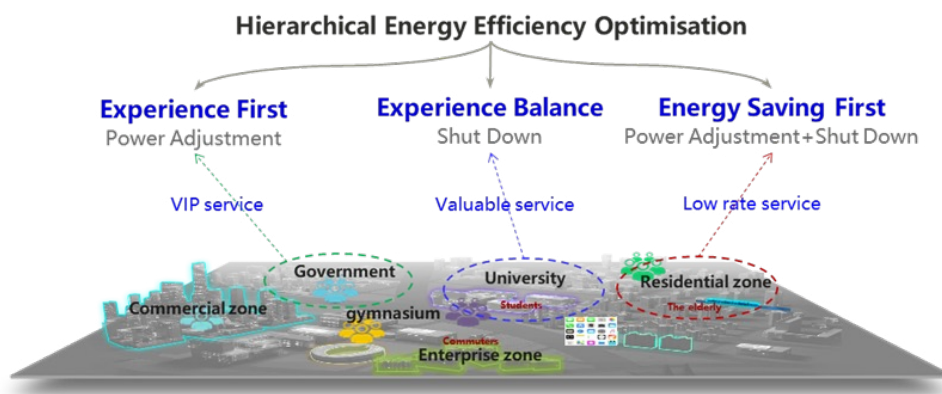 Hierarchical Energy Efficiency Optimisation
Experience First
Power Adjustment
Experience Balance
Shut Down
Energy Saving First
Power Adjustment+Shut Down
VIP service
Valuable service
Low rate service
Government
University
Students
Residential zone
The elderly
Commercial zone
gymnasium
Commuters
Enterprise zone